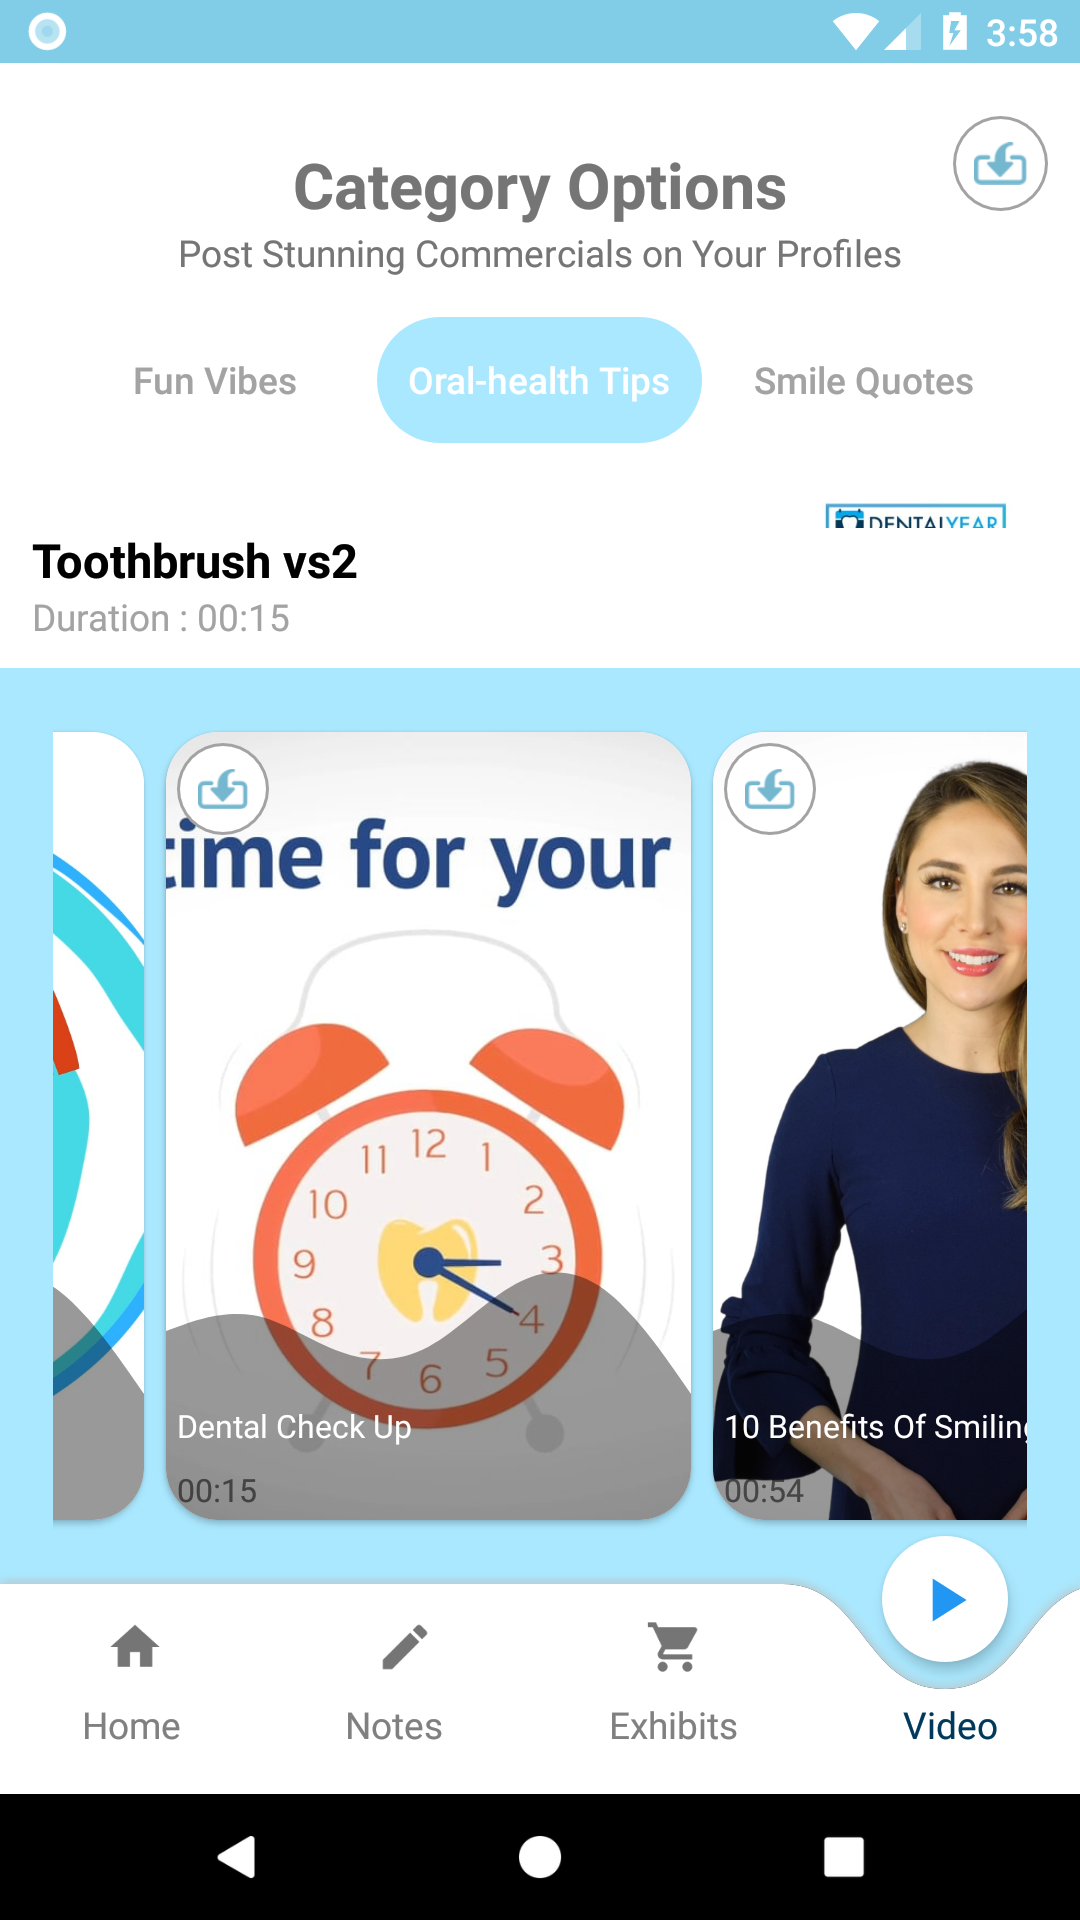 3:58
Category Options
Post Stunning Commercials on Your Profiles
Fun Vibes
Oral-health Tips
Smile Quotes
DENTALYEAR
Toothbrush vs2
Duration : 00:15
time for your
12
11
1
10
2
9
3
8
4
7
5
6
Dental Check Up
00:15
10 Benefits Of Smiling
00:54
Home
Notes
Exhibits
Video